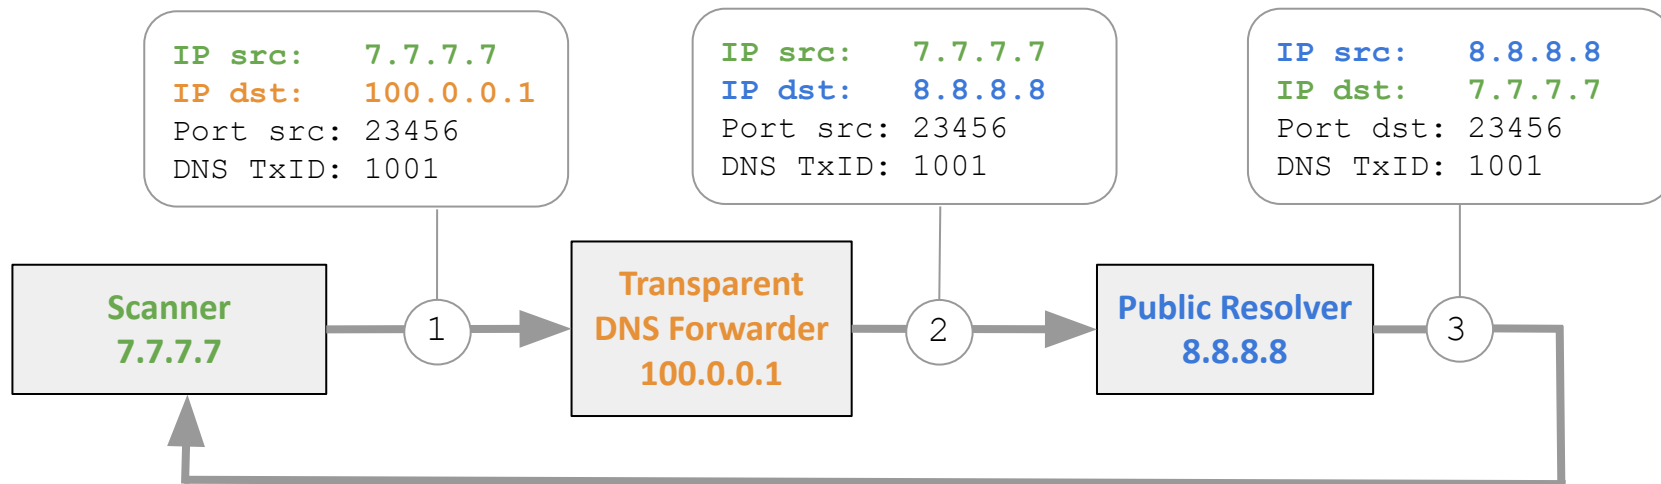 IP src: 7.7.7.7
IP dst: 100.0.0.1
Port src: 23456
DNS TxID: 1001
IP src: 7.7.7.7
IP dst: 8.8.8.8
Port src: 23456
DNS TxID: 1001
IP src: 8.8.8.8
IP dst: 7.7.7.7
Port dst: 23456
DNS TxID: 1001
Scanner
7.7.7.7
1
Transparent
DNS Forwarder
100.0.0.1
2
Public Resolver
8.8.8.8
3